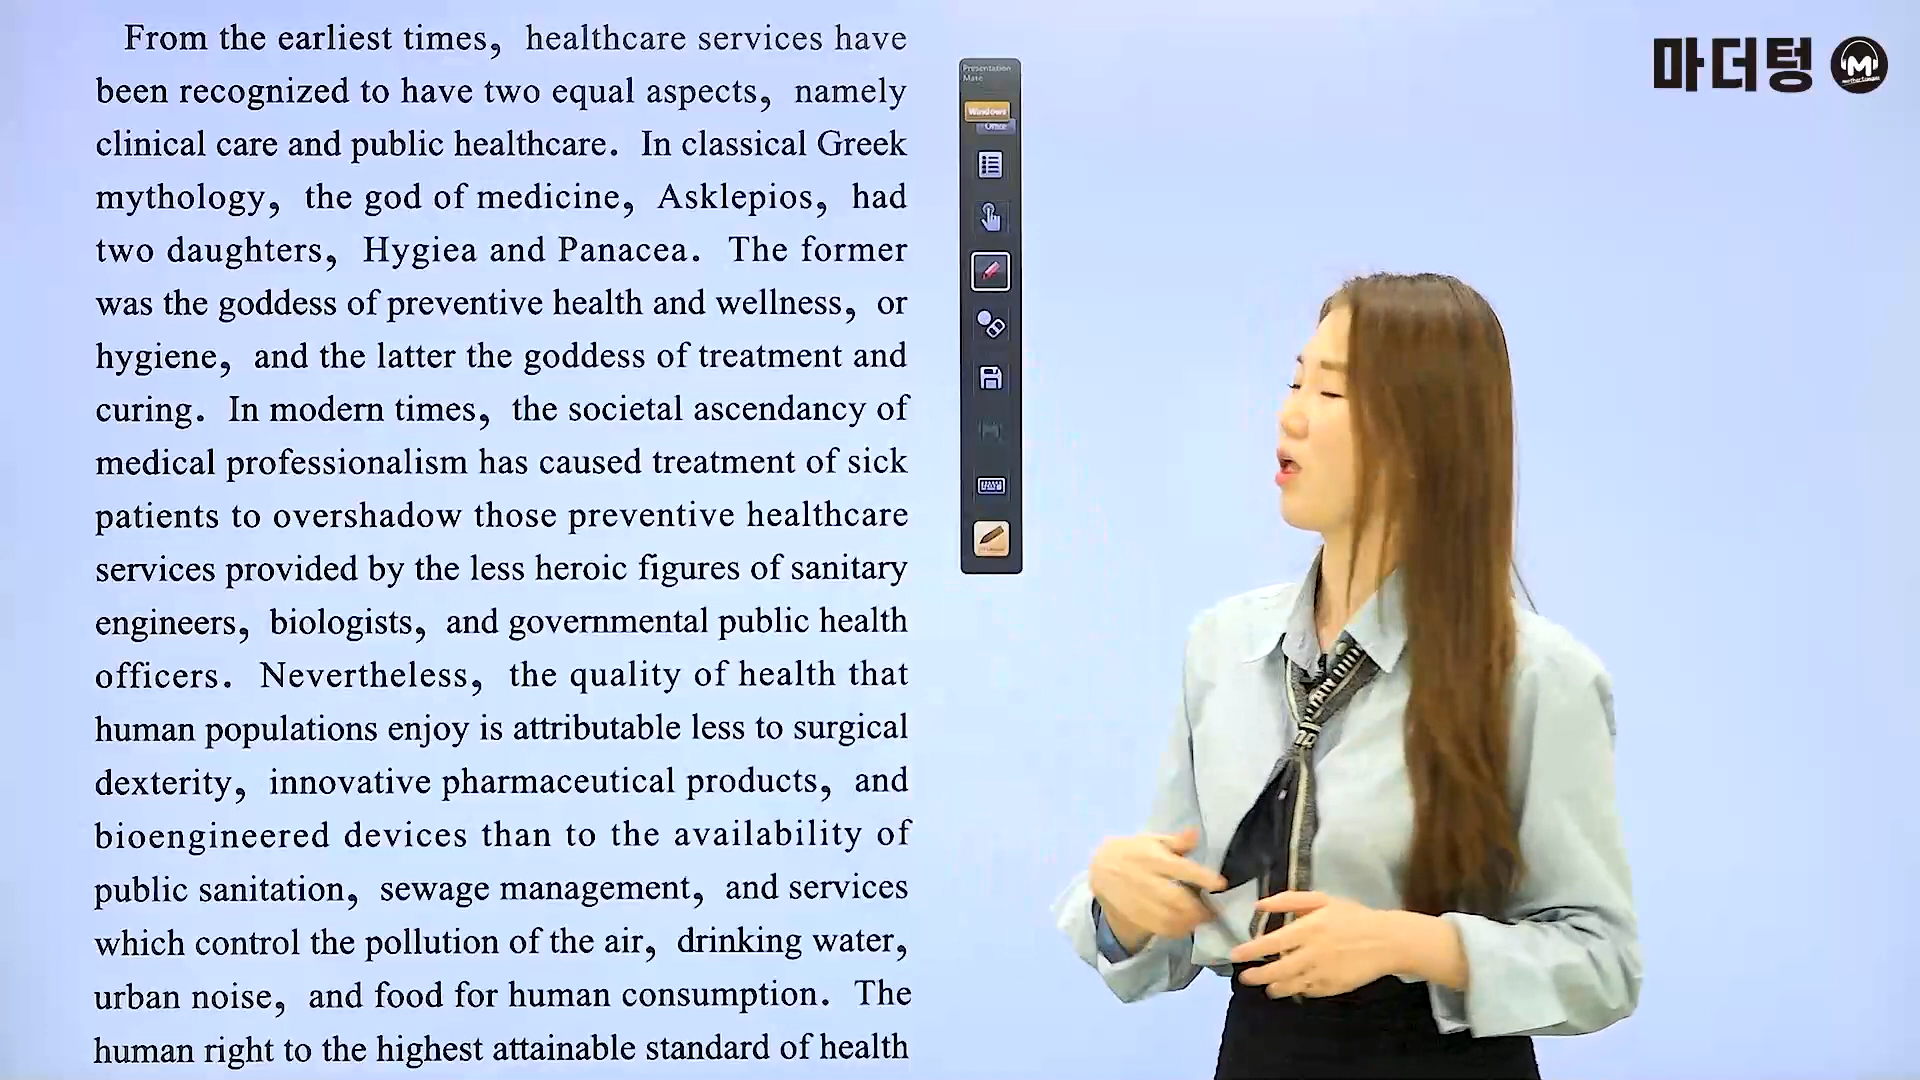 From the earliest times, healthcare services have
been recognized to have two equal aspects, namely
clinical care and public healthcare. In classical Greek
mythology, the god of medicine, Asklepios, had
two daughters, Hygiea and Panacea. The former
was the goddess of preventive health and wellness, or
hygiene, and the latter the goddess of treatment and
curing. In modern times, the societal ascendancy of
medical professionalism has caused treatment of sick
patients to overshadow those preventive healthcare
services provided by the less heroic figures of sanitary
engineers, biologists, and governmental public health
officers. Nevertheless, the quality of health that
human populations enjoy is attributable less to surgical
dexterity, innovative pharmaceutical products, and
bioengineered devices than to the availability of
public sanitation, sewage management, and services
which control the pollution of the air, drinking water,
urban noise, and food for human consumption. The
human right to the highest attainable standard of health
Presentation
Mate
Windows
Office
마더텅
M